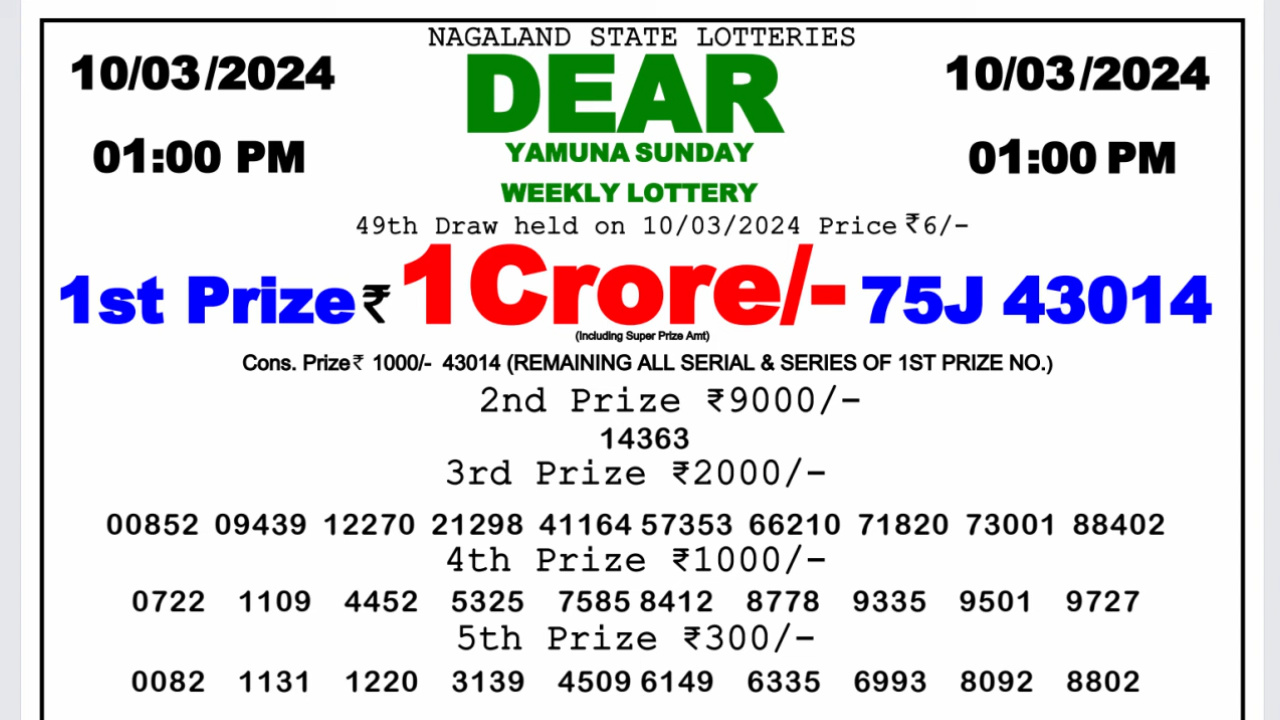 NAGALAND STATE LOTTERIES
10/03/2024 DEAR 10/03/2024
01:00 PM YAMUNA SUNDAY 01:00 PM
WEEKLY LOTTERY
49th Draw held on 10/03/2024 Price ₹6/-
1st Prize ₹ 1Crore/- 75J 43014
(Including Super Prize Amt)
Cons. Prize₹ 1000/- 43014 (REMAINING ALL SERIAL & SERIES OF 1ST PRIZE NO.)
2nd Prize ₹9000/-
14363
3rd Prize ₹2000/-
00852 09439 12270 21298 41164 57353 66210 71820 73001 88402
4th Prize ₹1000/-
0722 1109 4452 5325 7585 8412 8778 9335 9501 9727
5th Prize ₹300/-
0082 1131 1220 3139 4509 6149 6335 6993 8092 8802